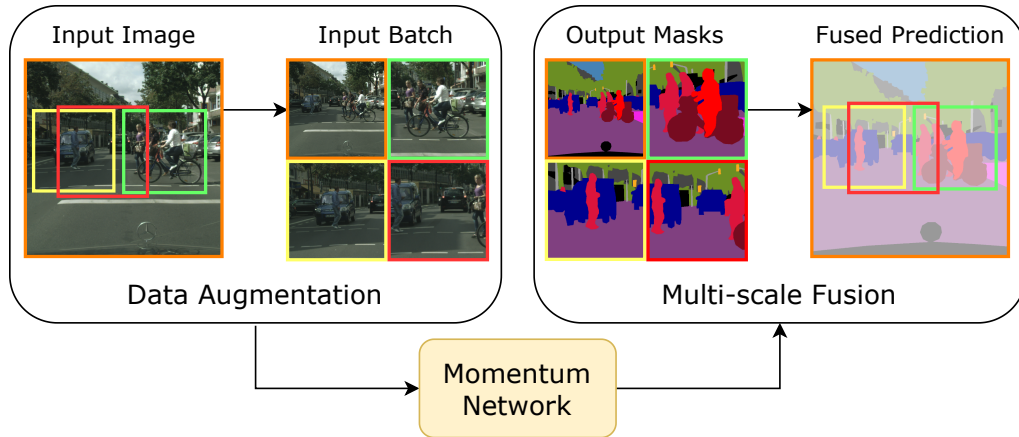 Input Image
Input Batch
Output Masks
Fused Prediction
Data Augmentation
Multi-scale Fusion
Momentum
Network